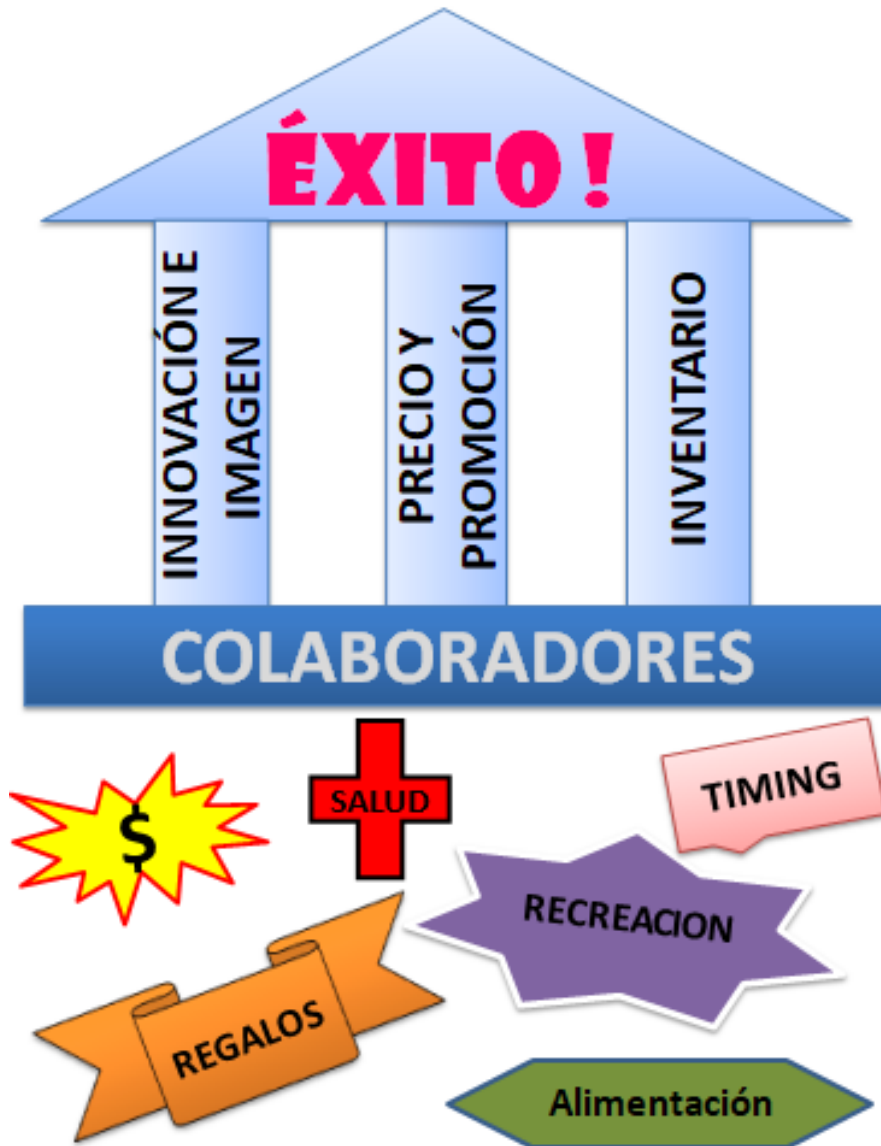 ÉXITO !
INNOVACIÓN E
IMAGEN
PRECIO Y
PROMOCIÓN
INVENTARIO
COLABORADORES
$
SALUD
TIMING
RECREACION
REGALOS
Alimentación